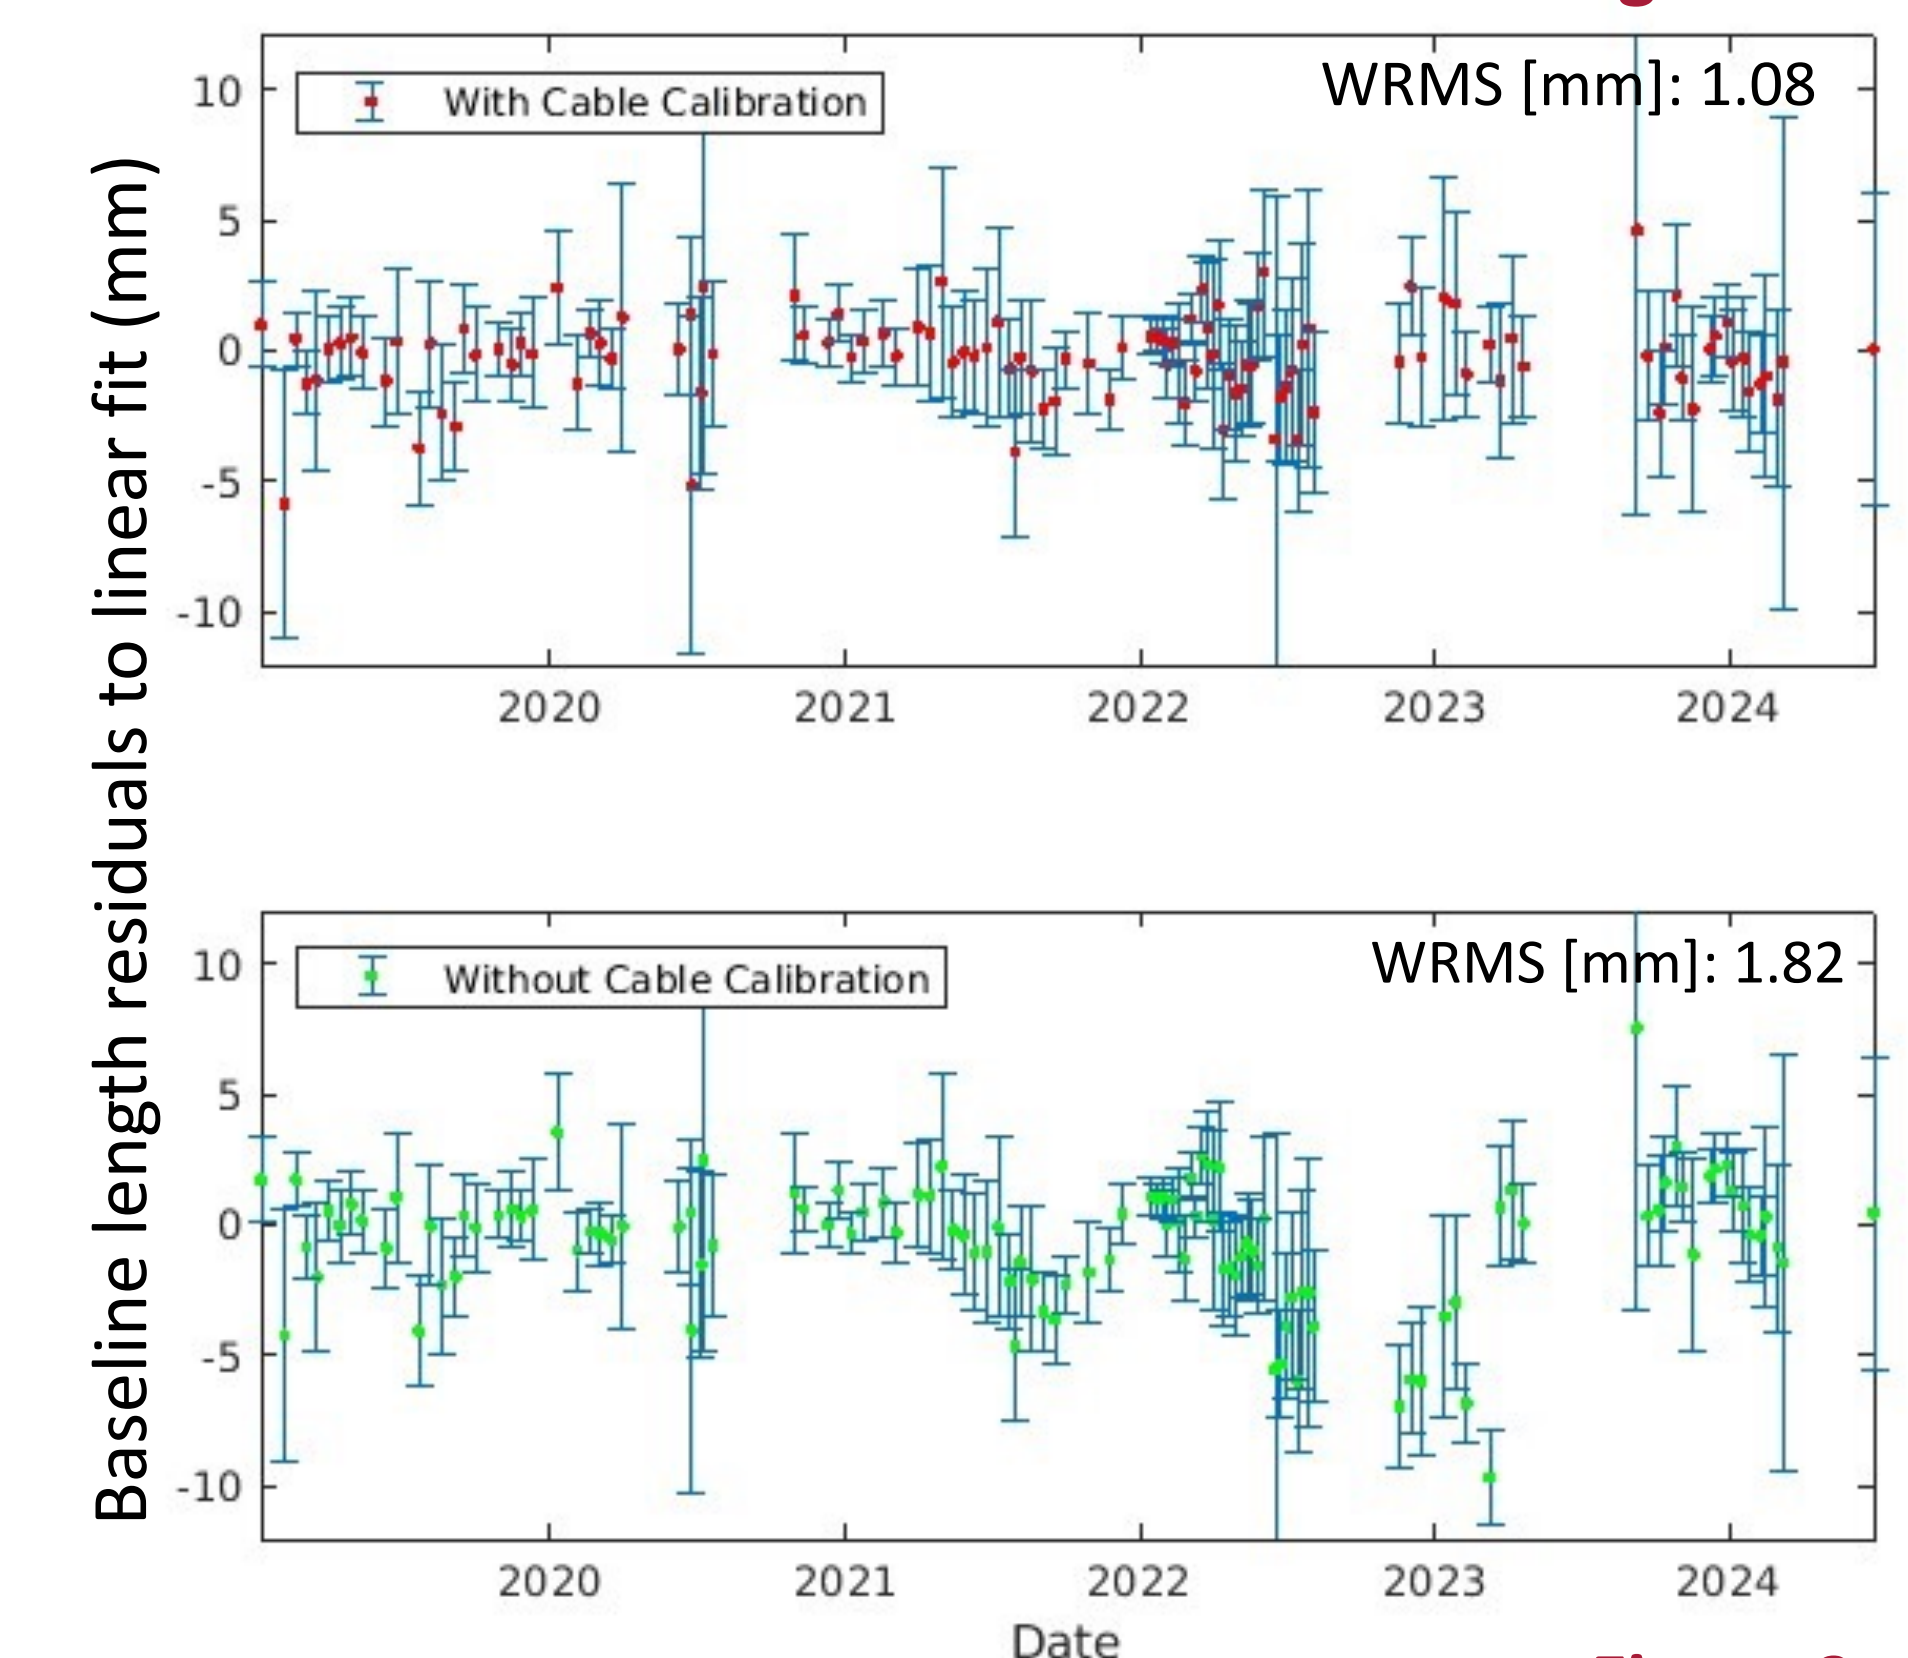 With Cable Calibration
WRMS [mm]: 1.08
10
5
0
-5
-10
2020 2021 2022 2023 2024
Baseline length residuals to linear fit (mm)
Without Cable Calibration
WRMS [mm]: 1.82
10
5
0
-5
-10
2020 2021 2022 2023 2024
Date